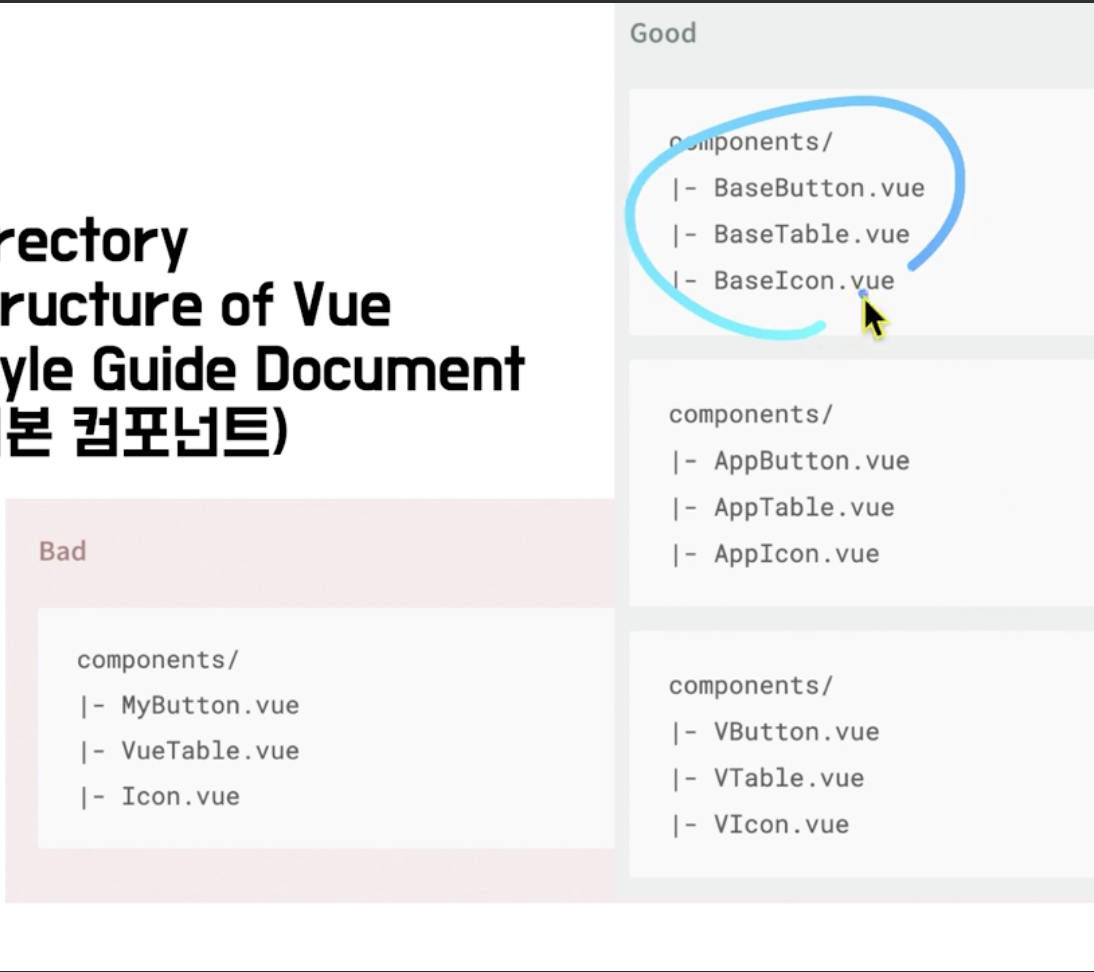 rectory
ructure of Vue
yle Guide Document
본 컴포넌트)
Bad
components/
|- MyButton.vue
|- VueTable.vue
|- Icon.vue
Good
components/
|- BaseButton.vue
|- BaseTable.vue
|- BaseIcon.vue
components/
|- AppButton.vue
|- AppTable.vue
|- AppIcon.vue
components/
|- VButton.vue
|- VTable.vue
|- VIcon.vue